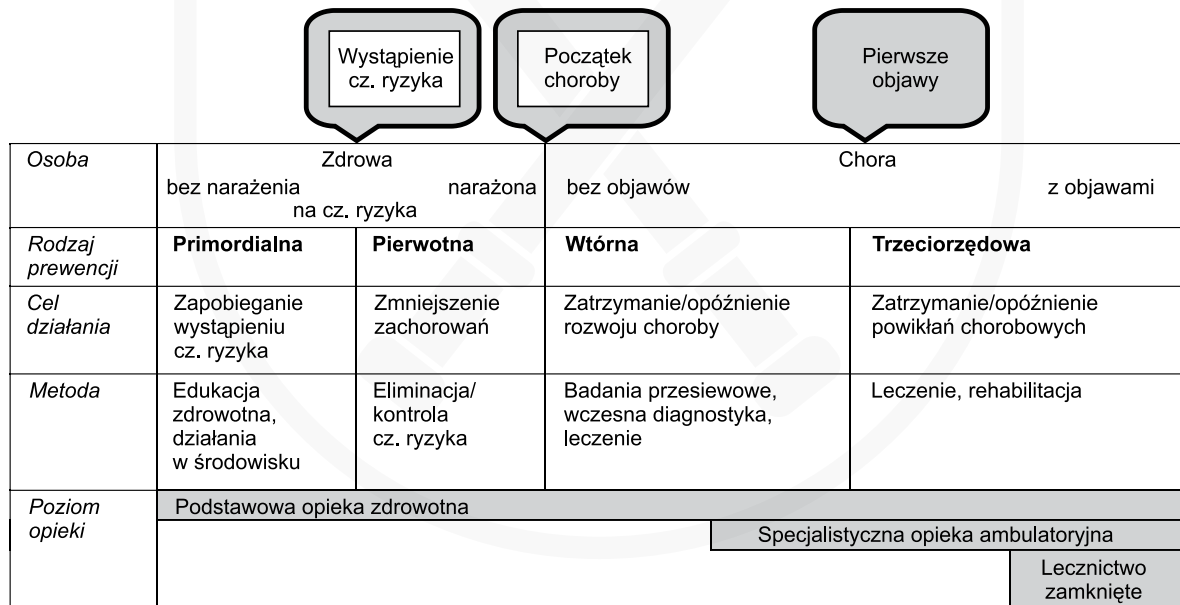 Wystąpienie
cz. ryzyka
Początek
choroby
Pierwsze
objawy
Osoba
Zdrowa
Chora
bez narażenia
narażona
bez objawów
z objawami
na cz. ryzyka
Rodzaj
prewencji
Primordialna
Pierwotna
Wtórna
Trzeciorzędowa
Cel
działania
Zapobieganie
wystąpieniu
cz. ryzyka
Zmniejszenie
zachorowań
Zatrzymanie/opóźnienie
rozwoju choroby
Zatrzymanie/opóźnienie
powikłań chorobowych
Metoda
Edukacja
zdrowotna,
działania
w środowisku
Eliminacja/
kontrola
cz. ryzyka
Badania przesiewowe,
wczesna diagnostyka,
leczenie
Leczenie, rehabilitacja
Poziom
opieki
Podstawowa opieka zdrowotna
Specjalistyczna opieka ambulatoryjna
Lecznictwo
zamknięte